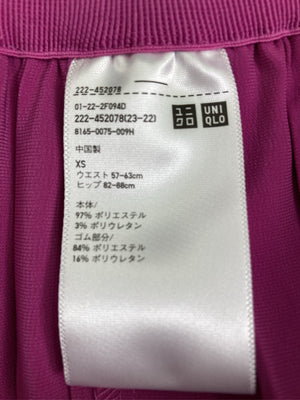 222-452078
01-22-2F094D
222-452078(23-22)
8165-0075-009H
ユニ
クロ
UNI
QLO
中国製
XS
ウエスト 57-63cm
ヒップ 82-88cm
本体/
97% ポリエステル
3% ポリウレタン
ゴム部分/
84% ポリエステル
16% ポリウレタン